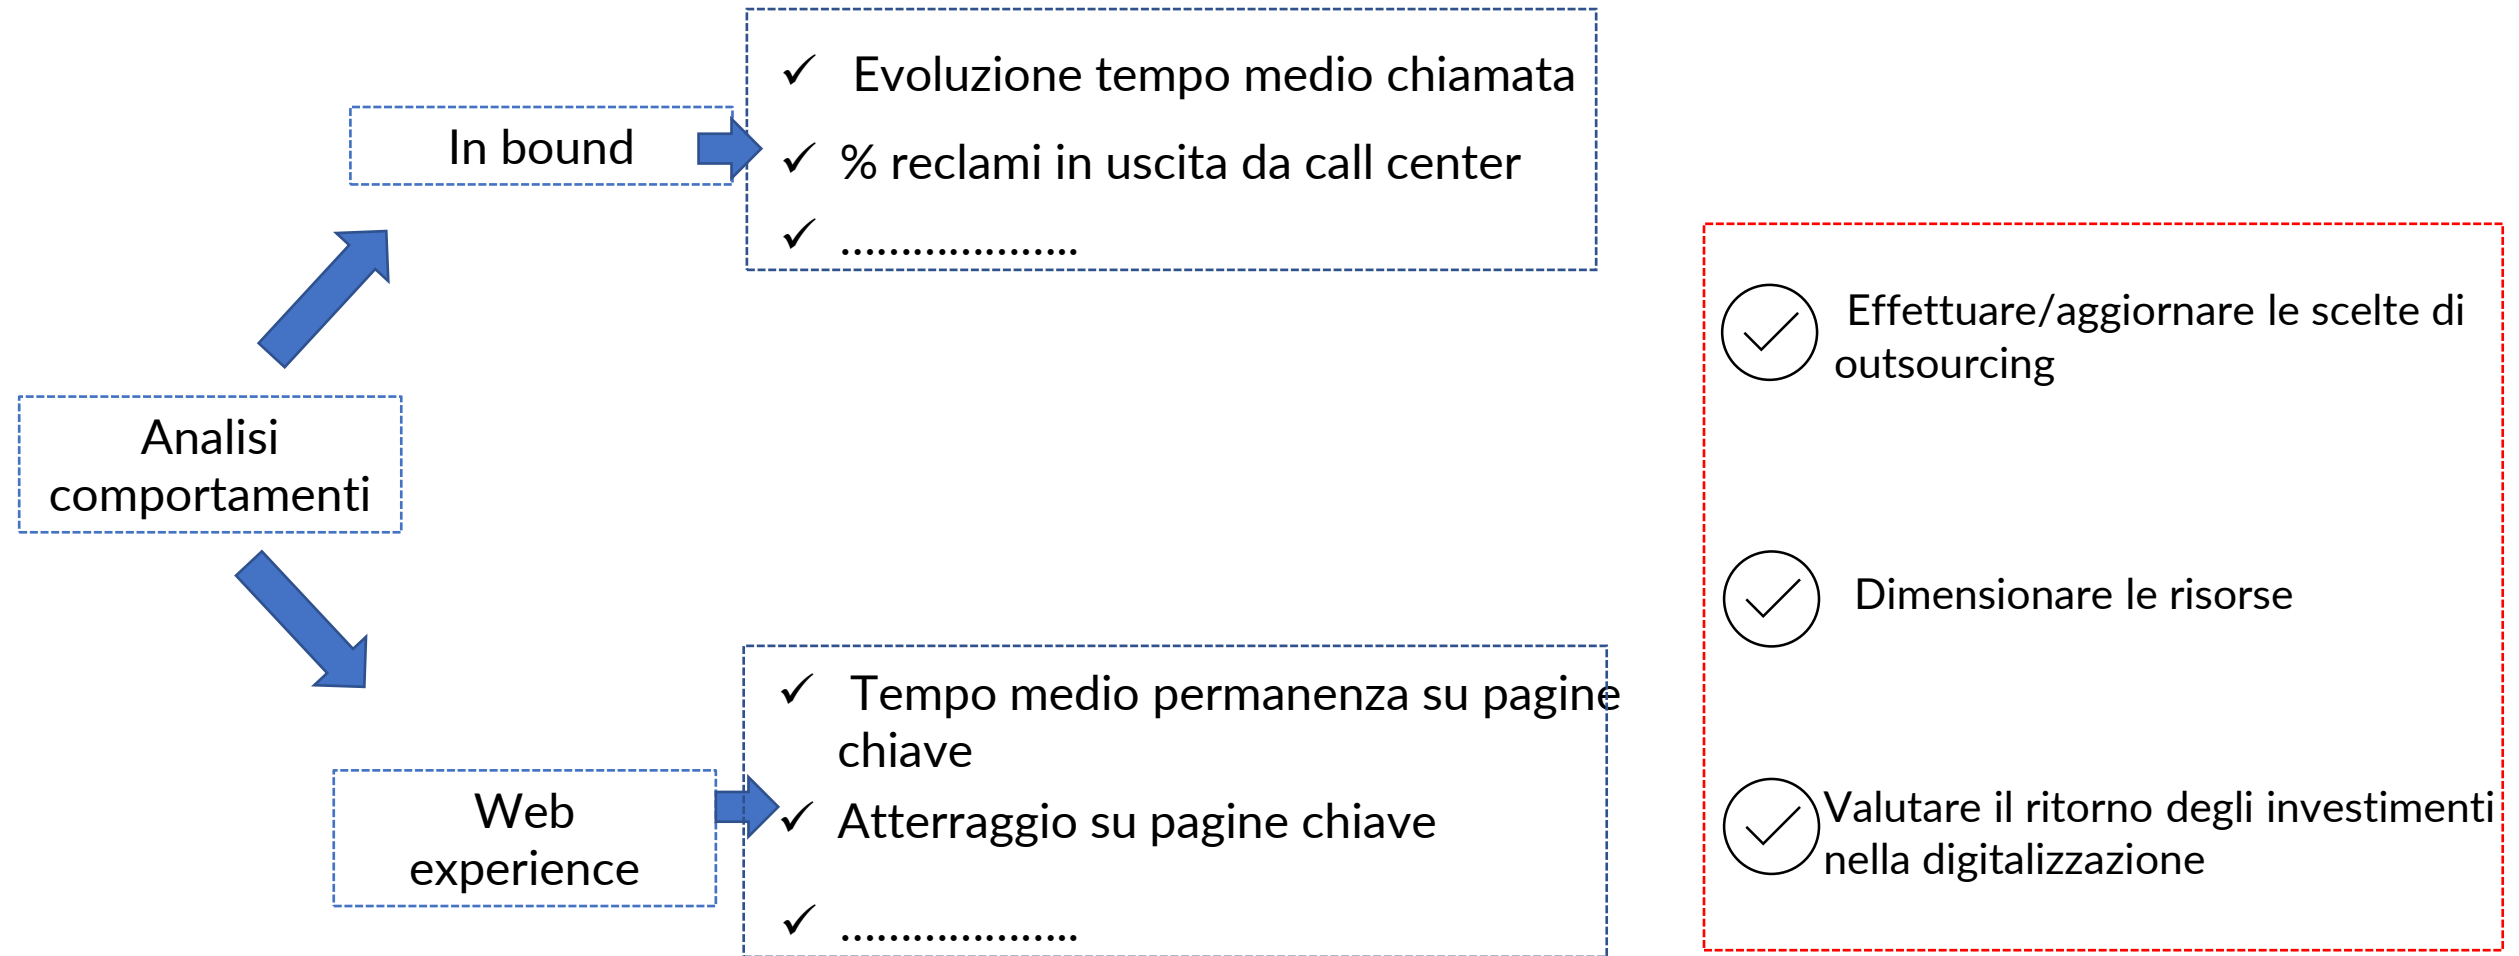 Evoluzione tempo medio chiamata
In bound
% reclami in uscita da call center
....................
Effettuare/aggiornare le scelte di
outsourcing
Analisi
comportamenti
Dimensionare le risorse
Tempo medio permanenza su pagine
chiave
Web
experience
Atterraggio su pagine chiave
....................
Valutare il ritorno degli investimenti
nella digitalizzazione